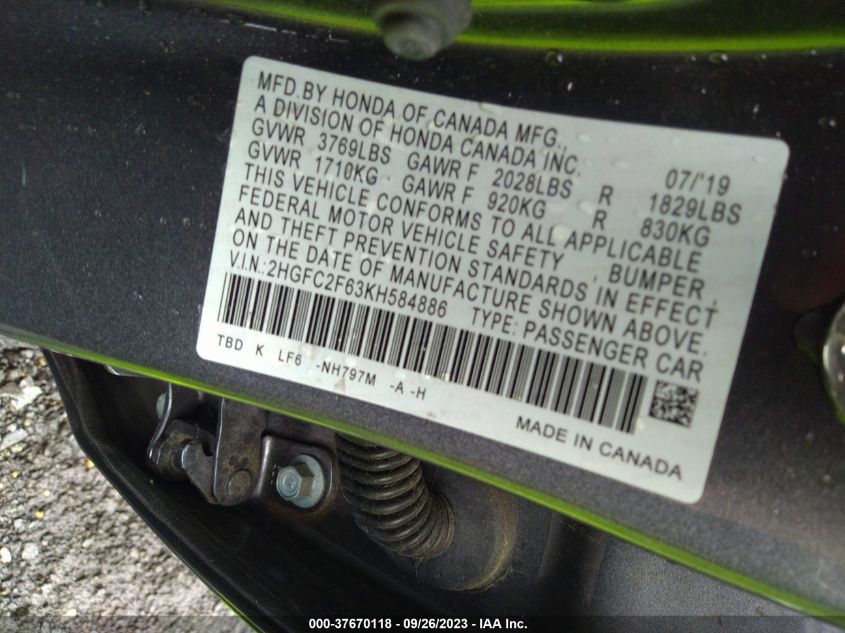 MFD. BY HONDA OF CANADA MFG.,
A DIVISION OF HONDA CANADA INC. 07/'19
GVWR 3769LBS GAWR F 2028LBS R 1829LBS
GVWR 1710KG GAWR F 920KG R 830KG
THIS VEHICLE CONFORMS TO ALL APPLICABLE
FEDERAL MOTOR VEHICLE SAFETY, BUMPER,
AND THEFT PREVENTION STANDARDS IN EFFECT
ON THE DATE OF MANUFACTURE SHOWN ABOVE.
V.I.N.:2HGFC2F63KH584886 TYPE: PASSENGER CAR
TBD K LF6 -NH797M -A -H
MADE IN CANADA
000-37670118 - 09/26/2023 - IAA Inc.